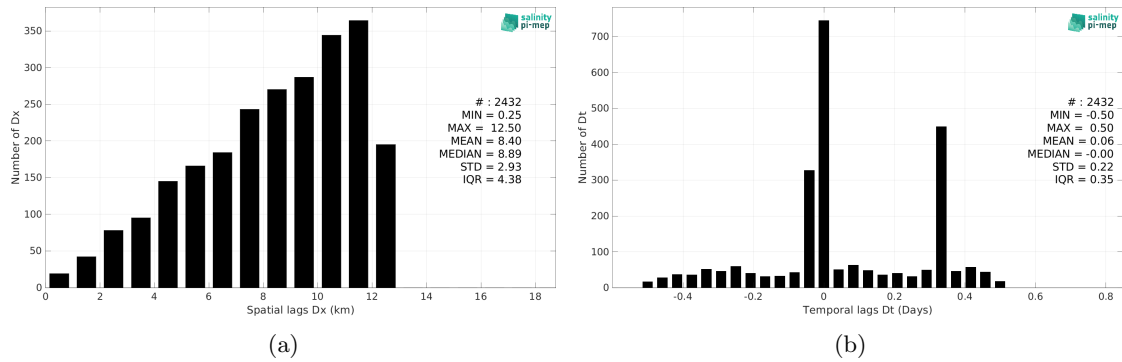 350
300
250
200
150
100
50
0
Number of Dx
0 2 4 6 8 10 12 14 16 18
Spatial lags Dx (km)
salinity
pi-mep
# : 2432
MIN = 0.25
MAX = 12.50
MEAN = 8.40
MEDIAN = 8.89
STD = 2.93
IQR = 4.38
(a)
700
600
500
400
300
200
100
0
Number of Dt
-0.4 -0.2 0 0.2 0.4 0.6 0.8
Temporal lags Dt (Days)
salinity
pi-mep
# : 2432
MIN = -0.50
MAX = 0.50
MEAN = 0.06
MEDIAN = -0.00
STD = 0.22
IQR = 0.35
(b)